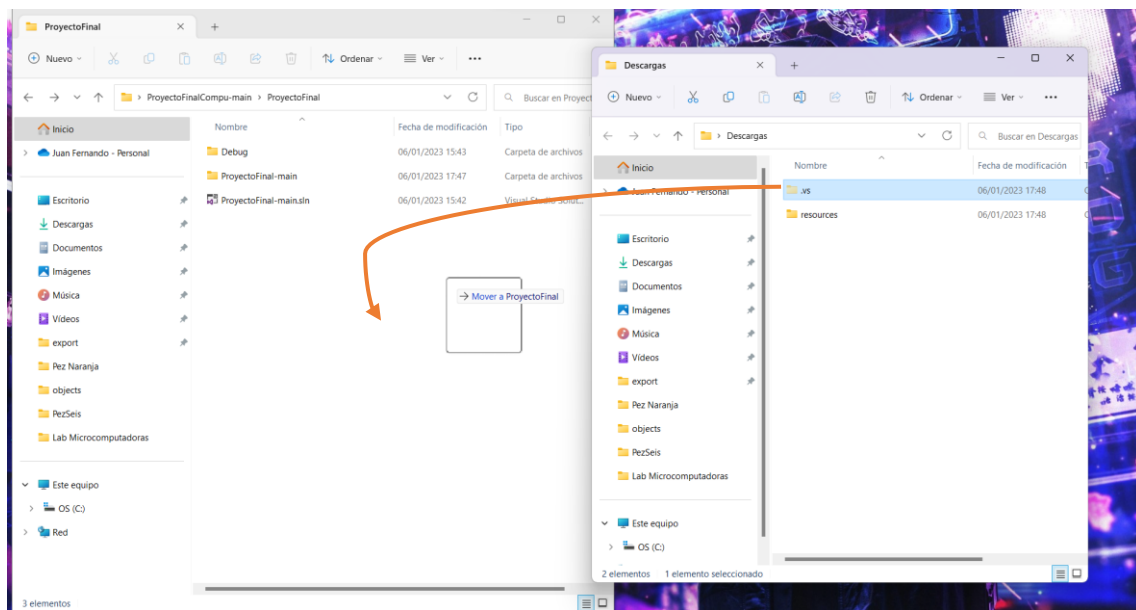 ProyectoFinal
Nuevo
Ordenar
Ver
ProyectoFinalCompu-main > ProyectoFinal
Buscar en Proyect
Inicio
Juan Fernando - Personal
Escritorio
Descargas
Documentos
Imágenes
Música
Vídeos
export
Pez Naranja
objects
PezSeis
Lab Microcomputadoras
Este equipo
OS (C:)
Red
Nombre Fecha de modificación Tipo
Debug 06/01/2023 15:43 Carpeta de archivos
ProyectoFinal-main 06/01/2023 17:47 Carpeta de archivos
ProyectoFinal-main.sln 06/01/2023 15:42 Visual Studio Solut...
Mover a ProyectoFinal
3 elementos
Descargas
Nuevo
Ordenar
Ver
Descargas
Buscar en Descargas
Inicio
Juan Fernando - Personal
Escritorio
Descargas
Documentos
Imágenes
Música
Vídeos
export
Pez Naranja
objects
PezSeis
Lab Microcomputadoras
Este equipo
OS (C:)
Nombre Fecha de modificación
.vs 06/01/2023 17:48
resources 06/01/2023 17:48
2 elementos 1 elemento seleccionado